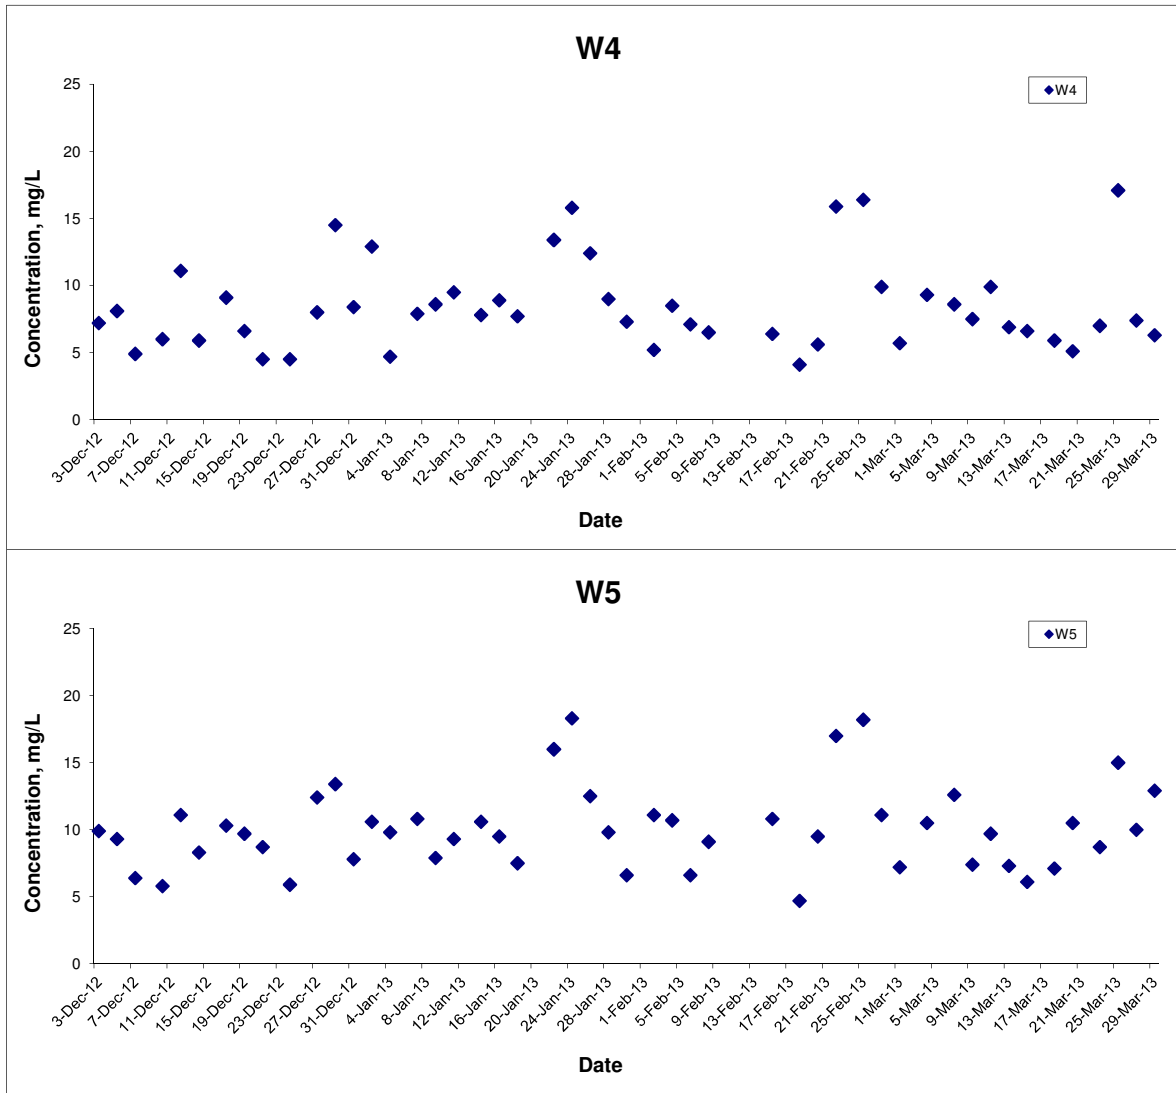 W4
25
W4
20
15
10
5
0
Concentration, mg/L
3-Dec-12
7-Dec-12
11-Dec-12
15-Dec-12
19-Dec-12
23-Dec-12
27-Dec-12
31-Dec-12
4-Jan-13
8-Jan-13
12-Jan-13
16-Jan-13
20-Jan-13
24-Jan-13
28-Jan-13
1-Feb-13
5-Feb-13
9-Feb-13
13-Feb-13
17-Feb-13
21-Feb-13
25-Feb-13
1-Mar-13
5-Mar-13
9-Mar-13
13-Mar-13
17-Mar-13
21-Mar-13
25-Mar-13
29-Mar-13
Date
W5
25
W5
20
15
10
5
0
Concentration, mg/L
3-Dec-12
7-Dec-12
11-Dec-12
15-Dec-12
19-Dec-12
23-Dec-12
27-Dec-12
31-Dec-12
4-Jan-13
8-Jan-13
12-Jan-13
16-Jan-13
20-Jan-13
24-Jan-13
28-Jan-13
1-Feb-13
5-Feb-13
9-Feb-13
13-Feb-13
17-Feb-13
21-Feb-13
25-Feb-13
1-Mar-13
5-Mar-13
9-Mar-13
13-Mar-13
17-Mar-13
21-Mar-13
25-Mar-13
29-Mar-13
Date